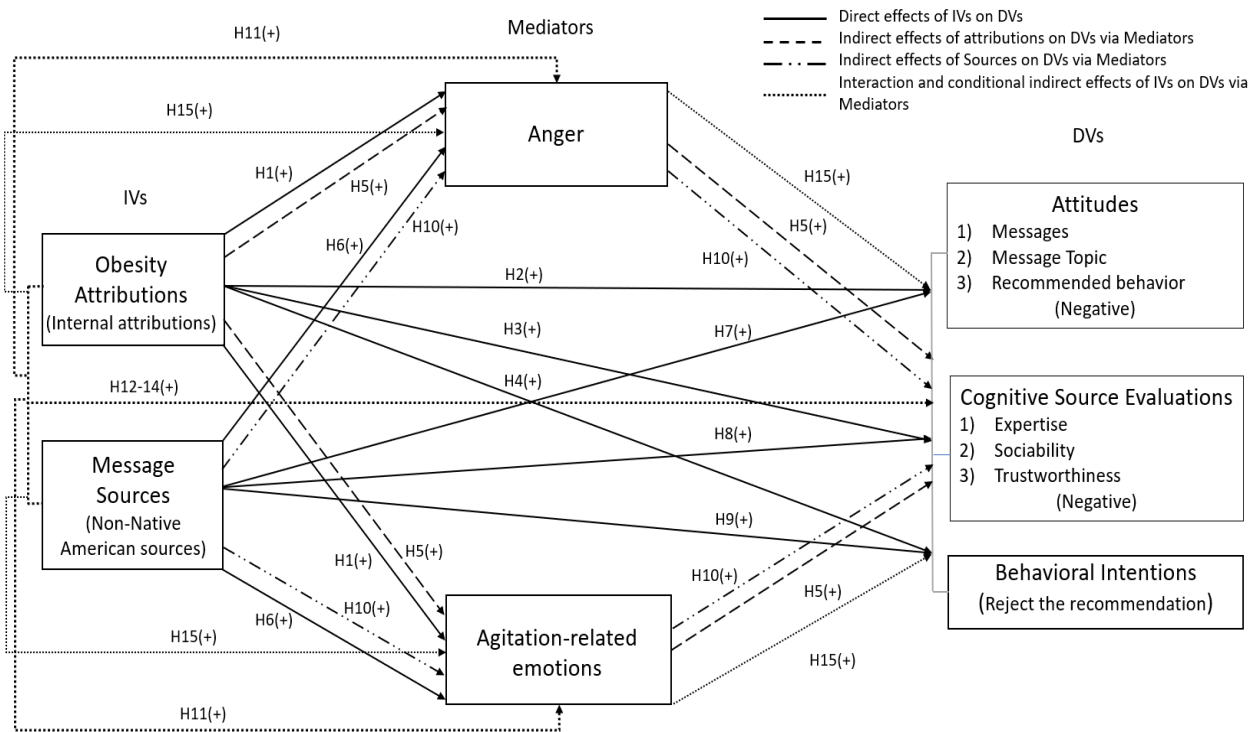 Direct effects of IVs on DVs
Indirect effects of attributions on DVs via Mediators
Indirect effects of Sources on DVs via Mediators
Interaction and conditional indirect effects of IVs on DVs via
Mediators
Mediators
H11(+)
H15(+)
Anger
DVs
H1(+)
H5(+)
H15(+)
IVs
H6(+)
H10(+)
H5(+)
H10(+)
Attitudes
1) Messages
2) Message Topic
3) Recommended behavior
(Negative)
Obesity
Attributions
(Internal attributions)
H2(+)
H3(+)
H7(+)
H4(+)
H12-14(+)
Cognitive Source Evaluations
1) Expertise
2) Sociability
3) Trustworthiness
(Negative)
H8(+)
Message
Sources
(Non-Native
American sources)
H9(+)
H1(+)
H5(+)
H10(+)
H5(+)
Behavioral Intentions
(Reject the recommendation)
H10(+)
H6(+)
H15(+)
Agitation-related
emotions
H15(+)
H11(+)